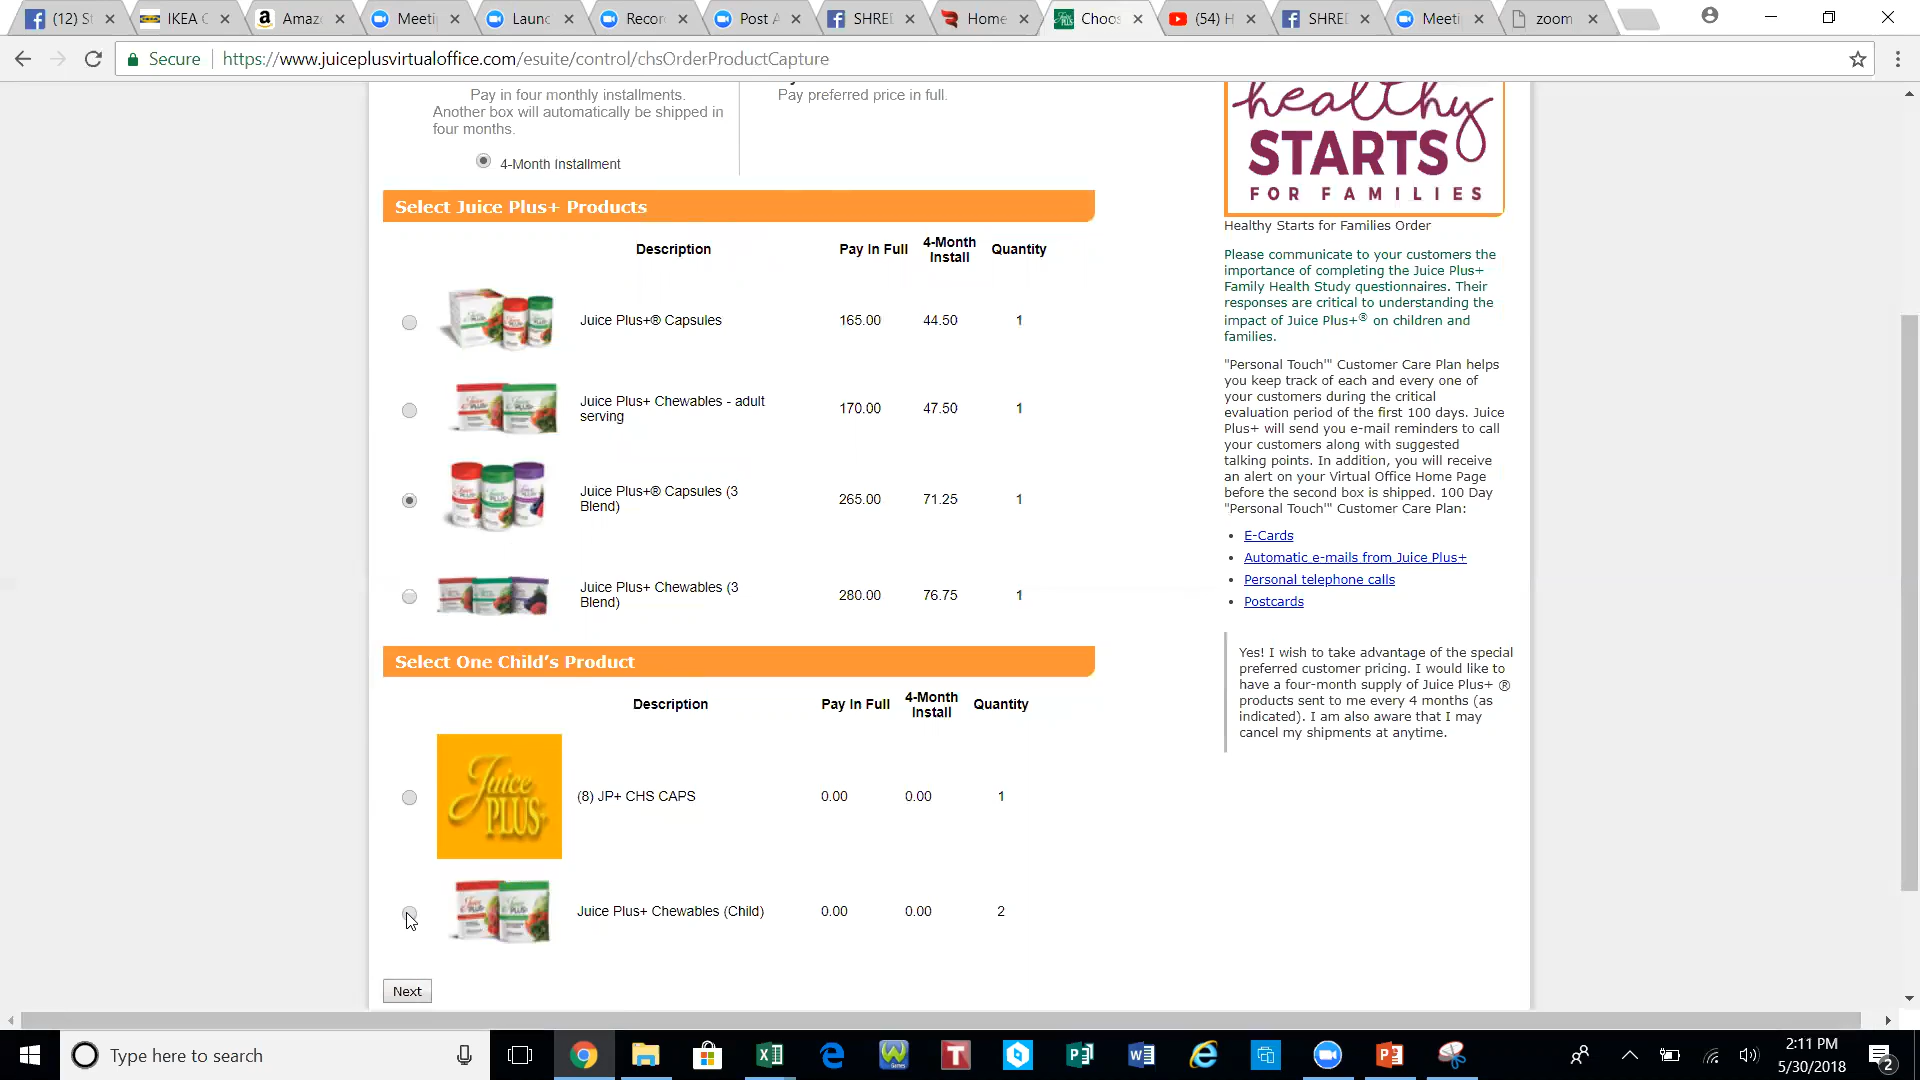 (12) St
IKEA C
Amaz
Meeti
Launc
Recor
Post A
SHRE
Home
Choos
(54) H
SHRE
Meeti
zoom
Secure
https://www.juiceplusvirtualoffice.com/esuite/control/chsOrderProductCapture
Pay in four monthly installments.
Another box will automatically be shipped in
four months.
4-Month Installment
Pay preferred price in full.
healthy
STARTS
FOR FAMILIES
Select Juice Plus+ Products
Description
Pay In Full
4-Month
Install
Quantity
Juice Plus+® Capsules
165.00
44.50
1
Juice Plus+ Chewables - adult
serving
170.00
47.50
1
Juice Plus+® Capsules (3
Blend)
265.00
71.25
1
Juice Plus+ Chewables (3
Blend)
280.00
76.75
1
Select One Child's Product
Description
Pay In Full
4-Month
Install
Quantity
Juice
PLUS+
(8) JP+ CHS CAPS
0.00
0.00
1
Juice Plus+ Chewables (Child)
0.00
0.00
2
Next
Healthy Starts for Families Order
Please communicate to your customers the
importance of completing the Juice Plus+
Family Health Study questionnaires. Their
responses are critical to understanding the
impact of Juice Plus+® on children and
families.
"Personal Touch'" Customer Care Plan helps
you keep track of each and every one of
your customers during the critical
evaluation period of the first 100 days. Juice
Plus+ will send you e-mail reminders to call
your customers along with suggested
talking points. In addition, you will receive
an alert on your Virtual Office Home Page
before the second box is shipped. 100 Day
"Personal Touch'" Customer Care Plan:
E-Cards
Automatic e-mails from Juice Plus+
Personal telephone calls
Postcards
Yes! I wish to take advantage of the special
preferred customer pricing. I would like to
have a four-month supply of Juice Plus+ ®
products sent to me every 4 months (as
indicated). I am also aware that I may
cancel my shipments at anytime.
Type here to search
2:11 PM
5/30/2018
2